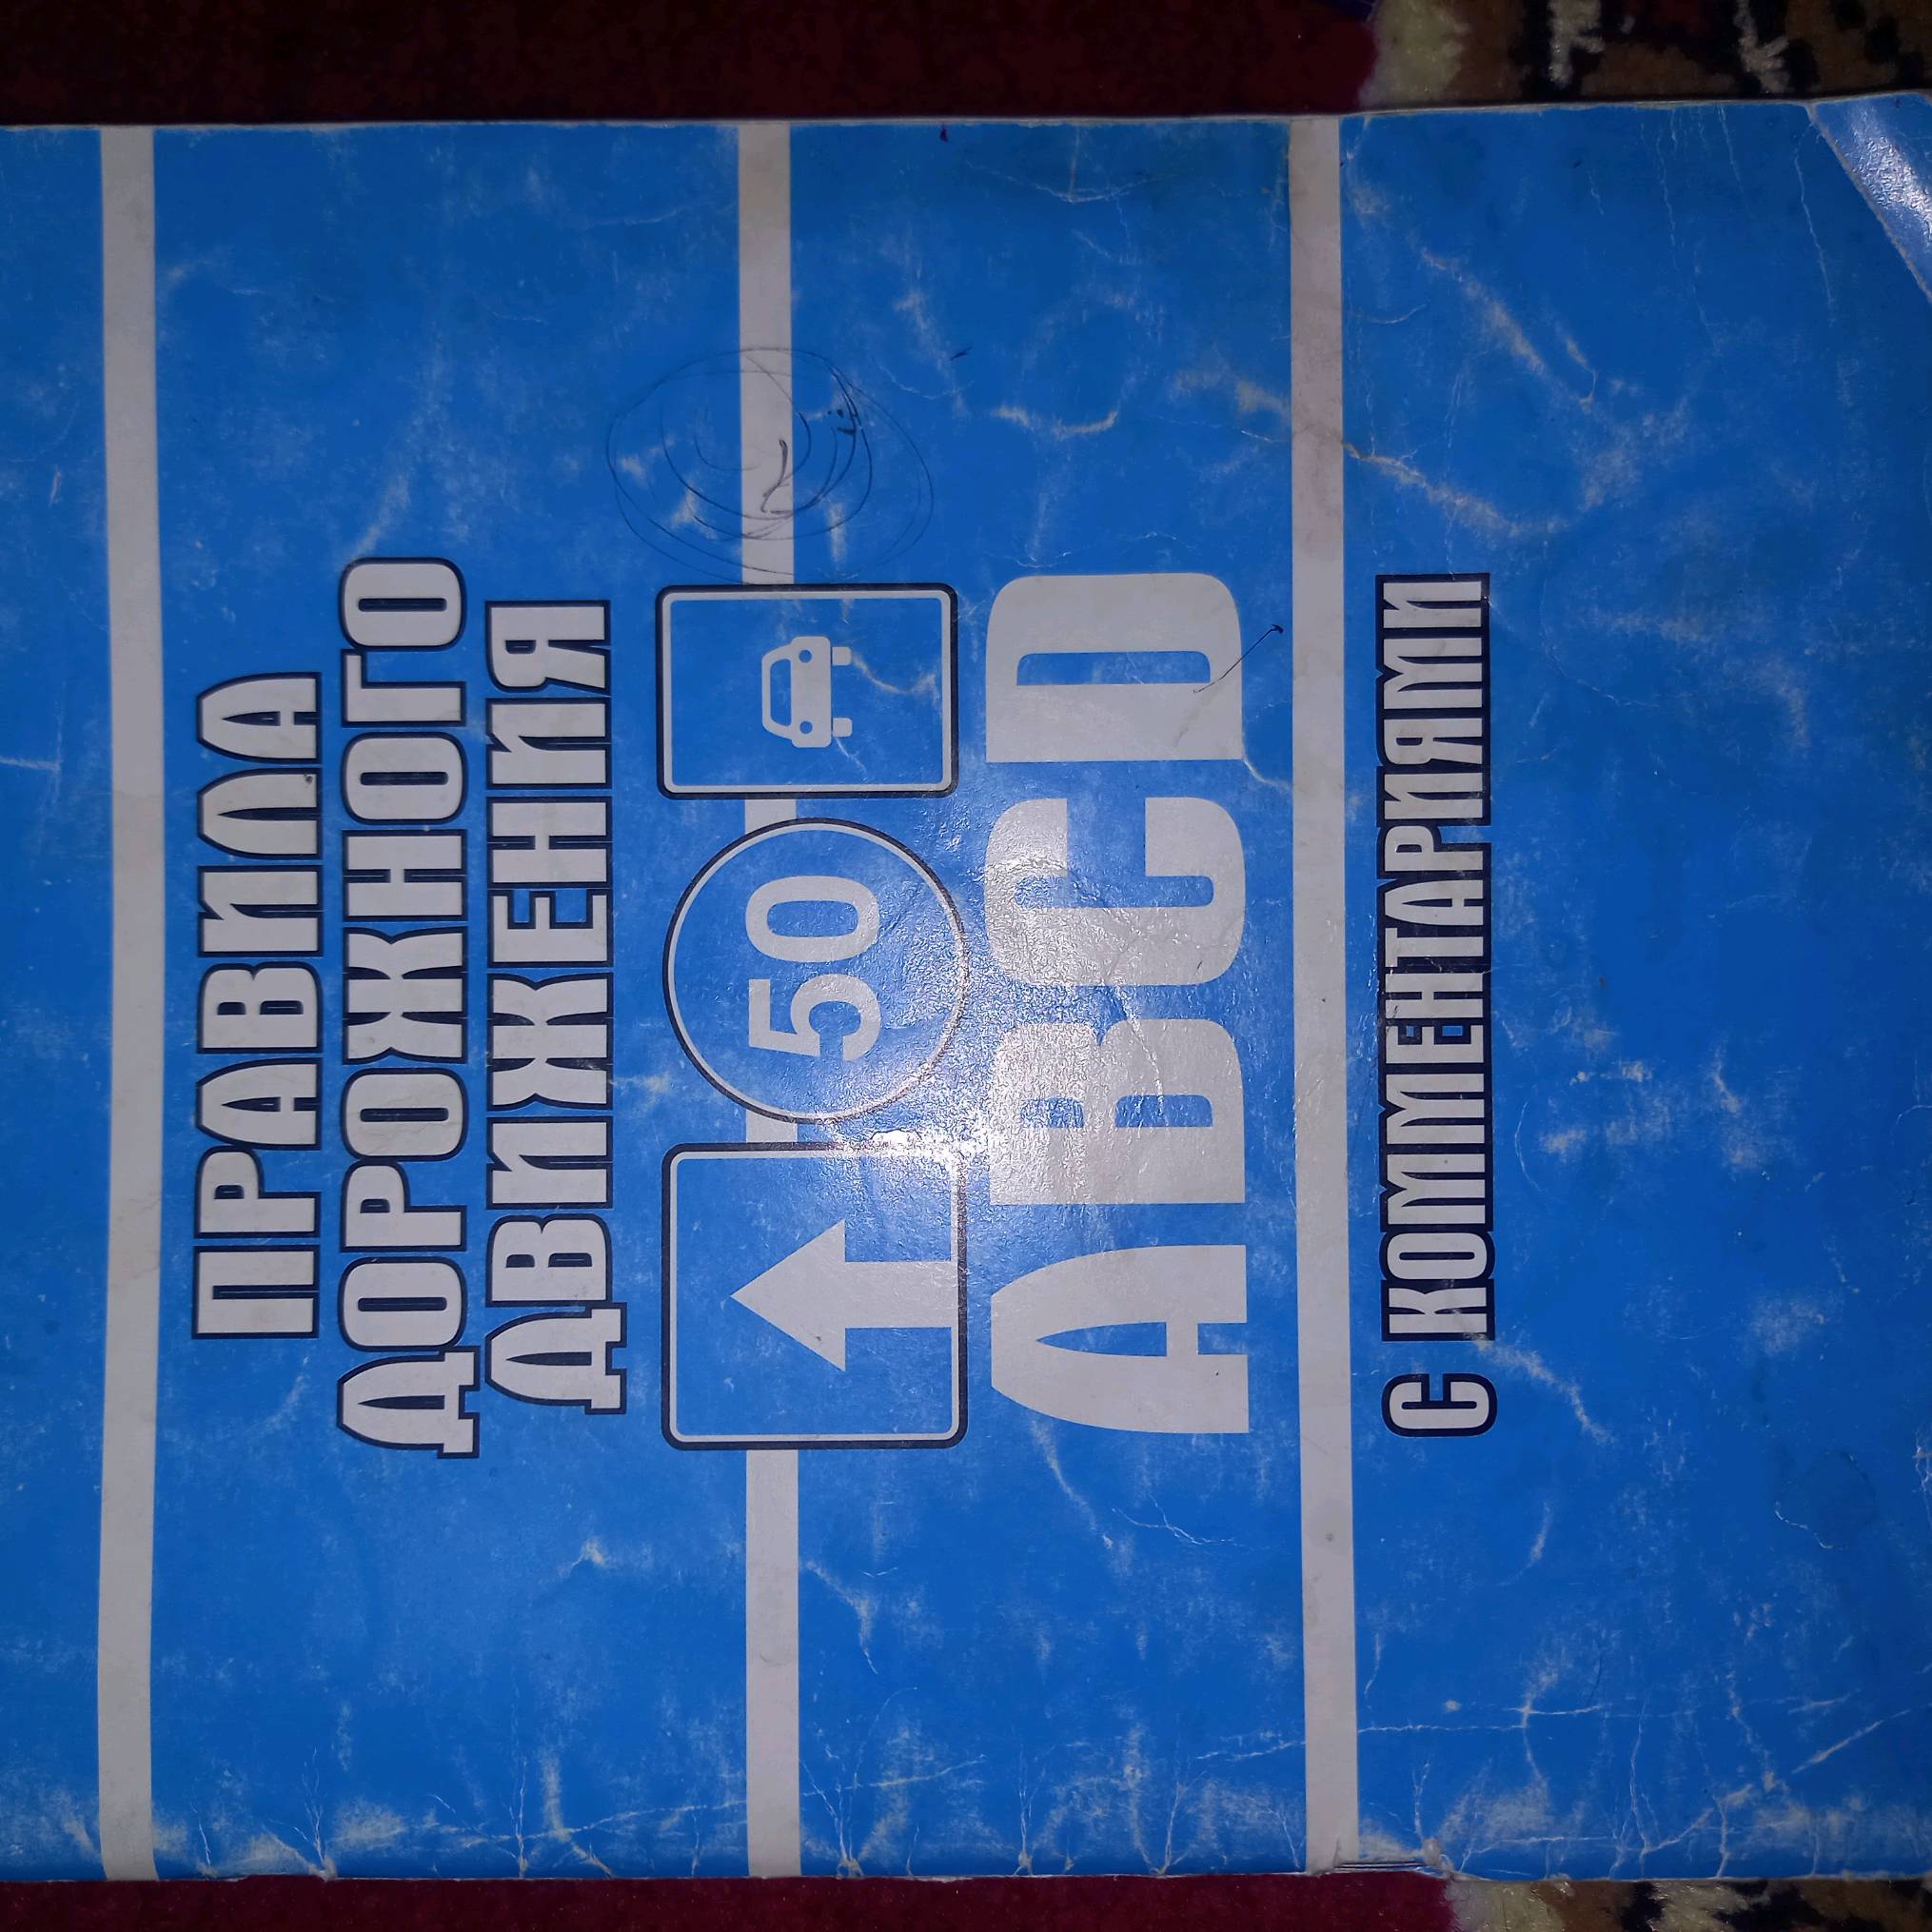 ПРАВИЛА
ДОРОЖНОГО
ДВИЖЕНИЯ
50
ABCD
С КОММЕНТАРИЯМИ